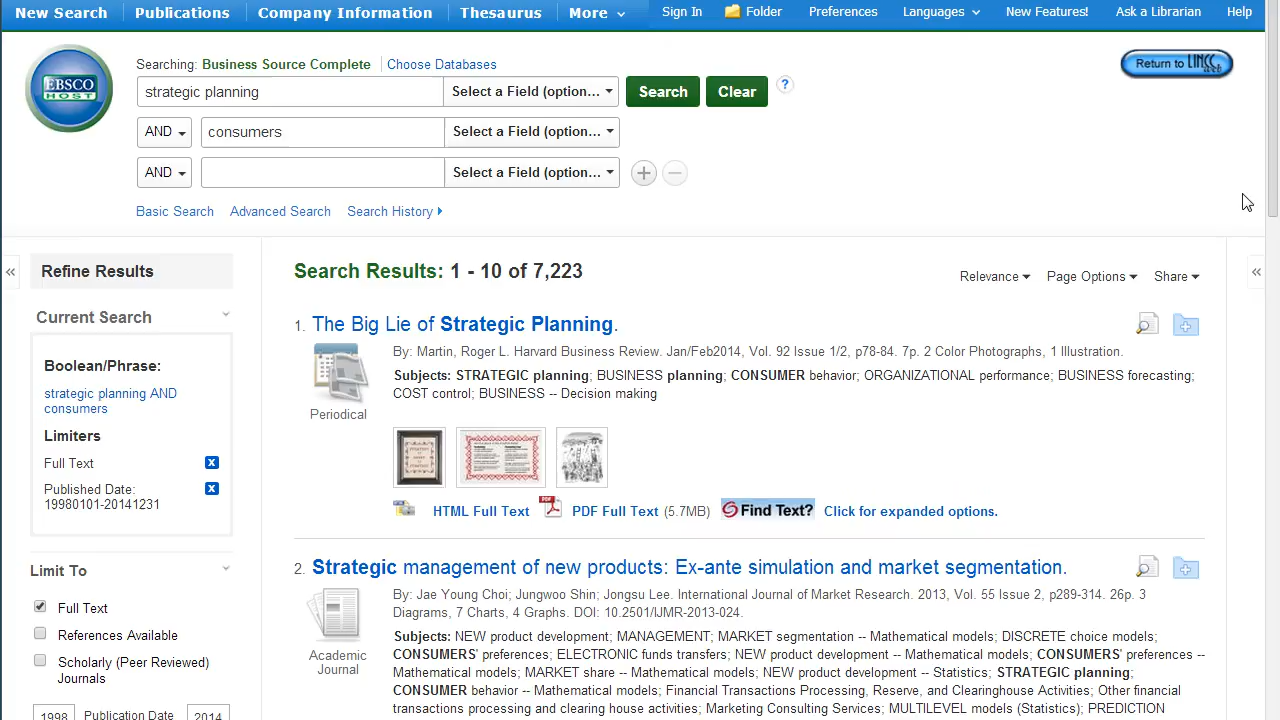 New Search Publications Company Information Thesaurus More Sign In Folder Preferences Languages New Features! Ask a Librarian Help
EBSCO HOST
Searching: Business Source Complete Choose Databases
Return to LINCC web
strategic planning Select a Field (option... Search Clear ?
AND consumers Select a Field (option...
AND Select a Field (option...
Basic Search Advanced Search Search History
Refine Results
Current Search
Boolean/Phrase:
strategic planning AND
consumers
Limiters
Full Text
Published Date:
19980101-20141231
Limit To
Full Text
References Available
Scholarly (Peer Reviewed)
Journals
1998 Publication Date 2014
Search Results: 1 - 10 of 7,223
Relevance Page Options Share
1. The Big Lie of Strategic Planning.
By: Martin, Roger L. Harvard Business Review. Jan/Feb2014, Vol. 92 Issue 1/2, p78-84. 7p. 2 Color Photographs, 1 Illustration.
Subjects: STRATEGIC planning; BUSINESS planning; CONSUMER behavior; ORGANIZATIONAL performance; BUSINESS forecasting;
COST control; BUSINESS -- Decision making
Periodical
HTML Full Text PDF PDF Full Text (5.7MB) Find Text? Click for expanded options.
2. Strategic management of new products: Ex-ante simulation and market segmentation.
By: Jae Young Choi; Jungwoo Shin; Jongsu Lee. International Journal of Market Research. 2013, Vol. 55 Issue 2, p289-314. 26p. 3
Diagrams, 7 Charts, 4 Graphs. DOI: 10.2501/IJMR-2013-024.
Subjects: NEW product development; MANAGEMENT; MARKET segmentation -- Mathematical models; DISCRETE choice models;
CONSUMERS' preferences; ELECTRONIC funds transfers; NEW product development -- Mathematical models; CONSUMERS' preferences --
Mathematical models; MARKET share -- Mathematical models; NEW product development -- Statistics; STRATEGIC planning;
CONSUMER behavior -- Mathematical models; Financial Transactions Processing, Reserve, and Clearinghouse Activities; Other financial
transactions processing and clearing house activities; Marketing Consulting Services; MULTILEVEL models (Statistics); PREDICTION
Academic
Journal